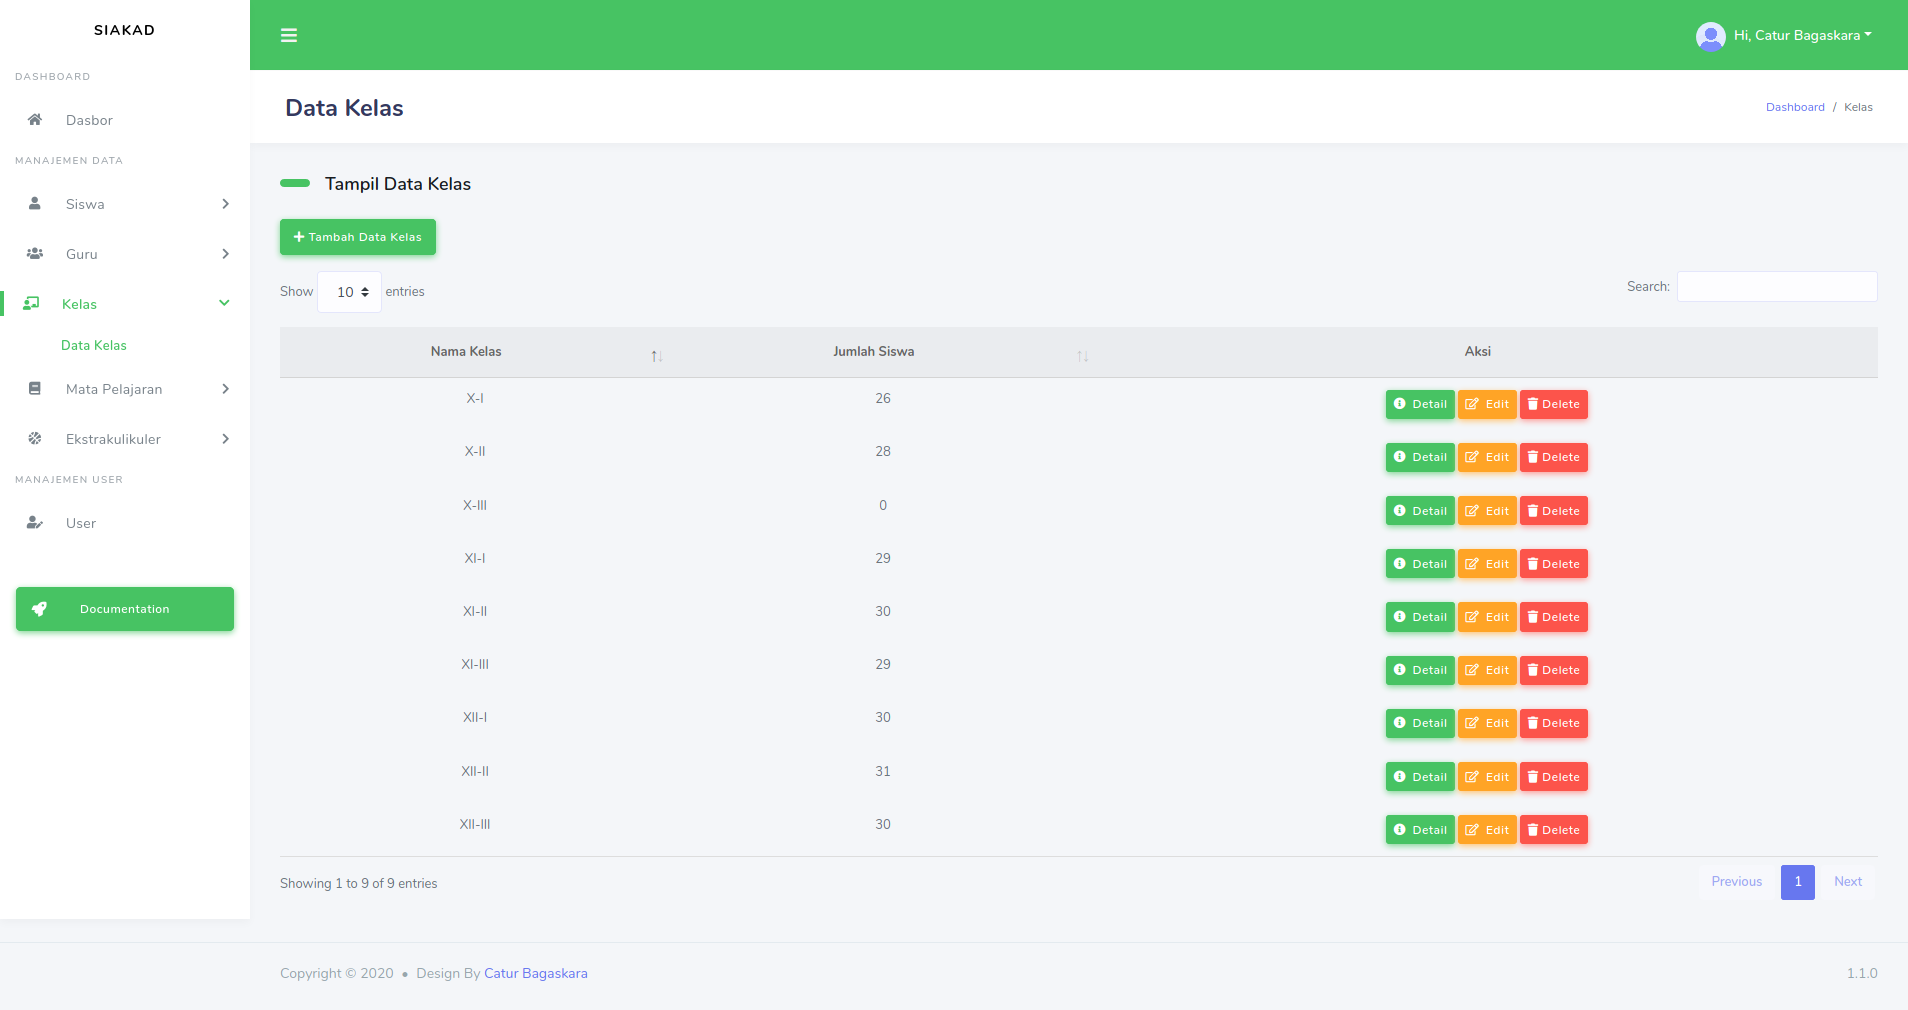 SIAKAD
Hi, Catur Bagaskara
DASHBOARD
Dasbor
MANAJEMEN DATA
Siswa
Guru
Kelas
Data Kelas
Mata Pelajaran
Ekstrakulikuler
MANAJEMEN USER
User
Documentation
Data Kelas
Dashboard / Kelas
Tampil Data Kelas
Tambah Data Kelas
Show 10 entries
Search:
Nama Kelas Jumlah Siswa Aksi
X-I 26 Detail Edit Delete
X-II 28 Detail Edit Delete
X-III 0 Detail Edit Delete
XI-I 29 Detail Edit Delete
XI-II 30 Detail Edit Delete
XI-III 29 Detail Edit Delete
XII-I 30 Detail Edit Delete
XII-II 31 Detail Edit Delete
XII-III 30 Detail Edit Delete
Showing 1 to 9 of 9 entries
Previous 1 Next
Copyright © 2020 • Design By Catur Bagaskara
1.1.0